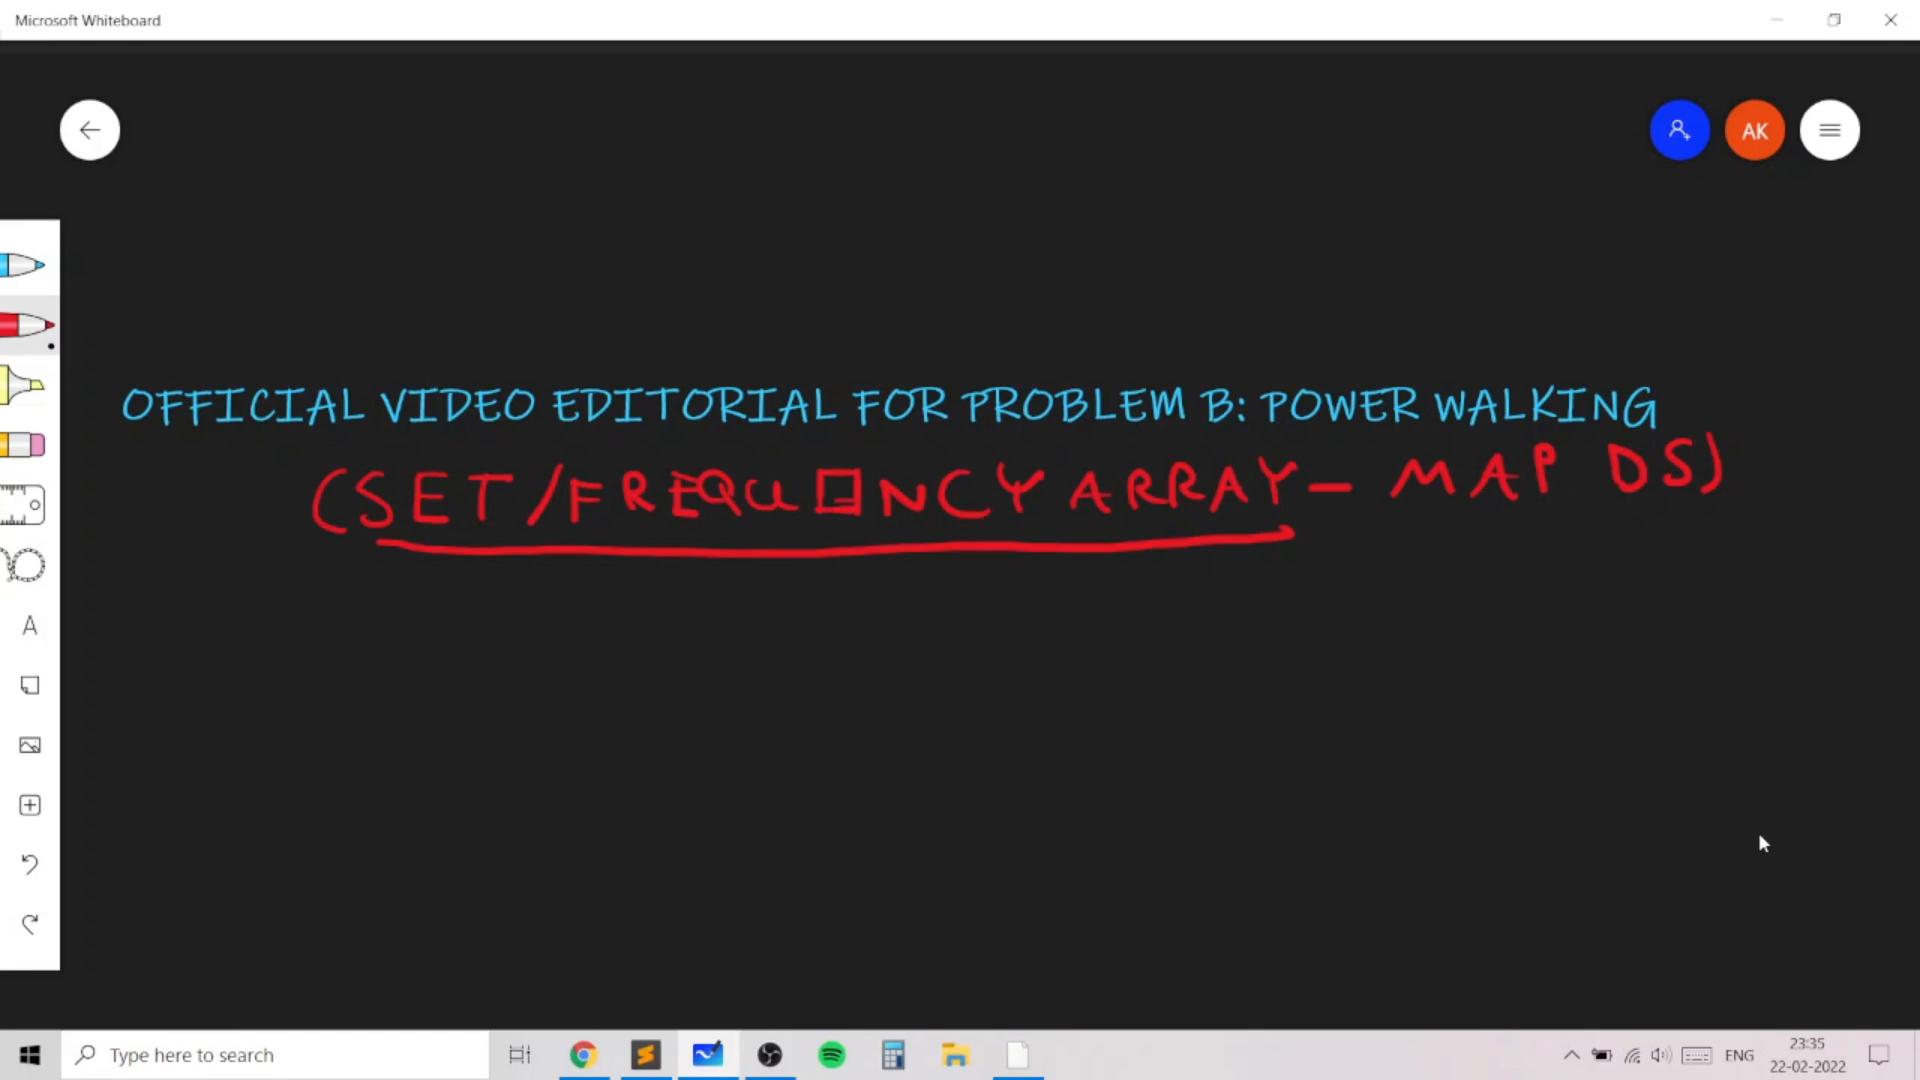 Microsoft Whiteboard
AK
OFFICIAL VIDEO EDITORIAL FOR PROBLEM B: POWER WALKING
(SET/FREQUENCY ARRAY - MAP DS)
A
Type here to search
ENG
23:35
22-02-2022